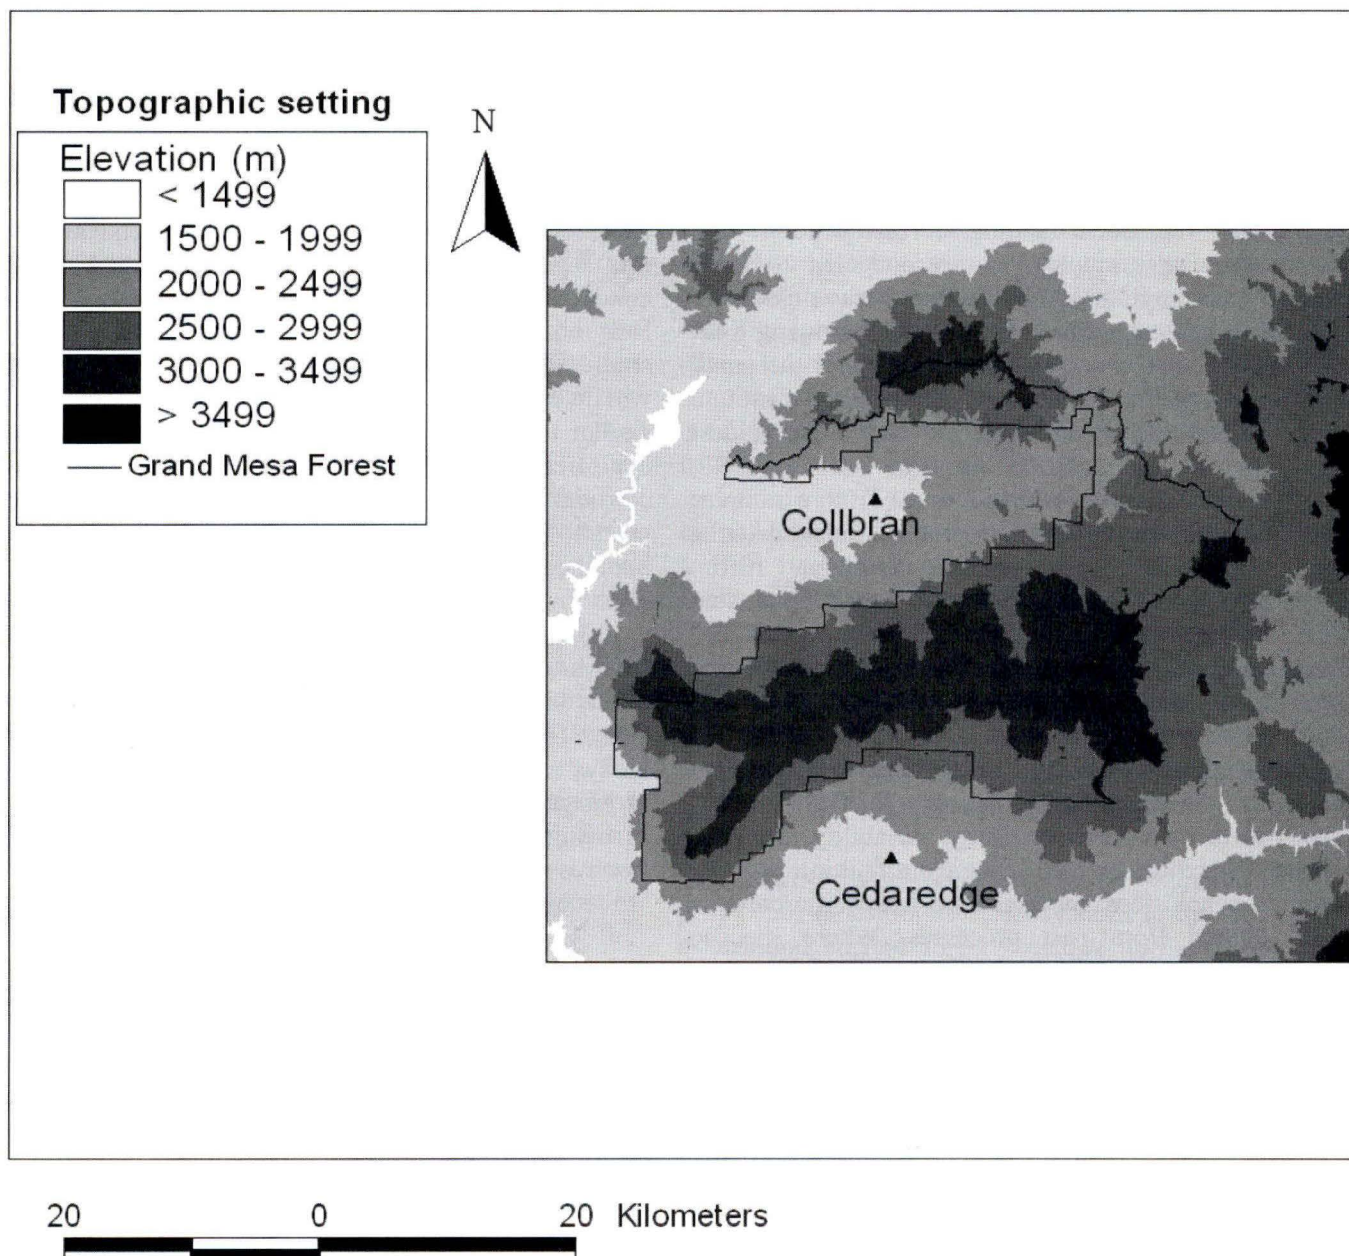 Topographic setting
N
Elevation (m)
< 1499
1500 - 1999
2000 - 2499
2500 - 2999
3000 - 3499
> 3499
Grand Mesa Forest
Collbran
Cedaredge
20 0 20 Kilometers